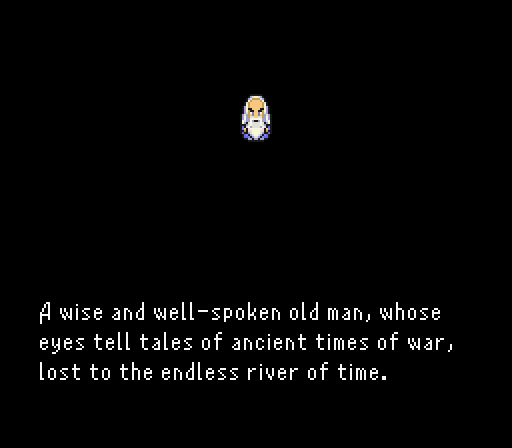 A wise and well-spoken old man, whose
eyes tell tales of ancient times of war,
lost to the endless river of time.